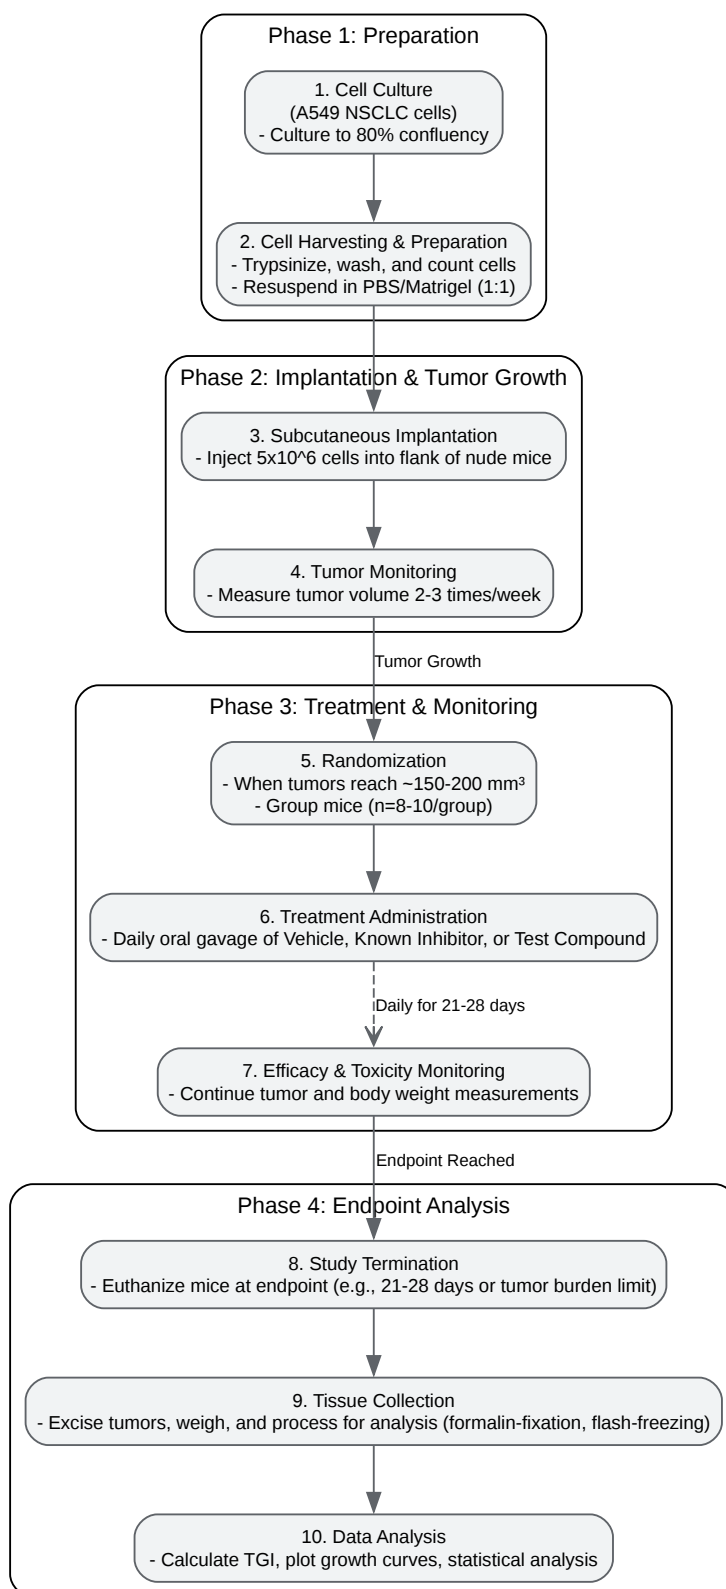 Phase 1: Preparation
1. Cell Culture
(A549 NSCLC cells)
- Culture to 80% confluency
2. Cell Harvesting & Preparation
- Trypsinize, wash, and count cells
- Resuspend in PBS/Matrigel (1:1)
Phase 2: Implantation & Tumor Growth
3. Subcutaneous Implantation
- Inject 5x10^6 cells into flank of nude mice
4. Tumor Monitoring
- Measure tumor volume 2-3 times/week
Tumor Growth
Phase 3: Treatment & Monitoring
5. Randomization
- When tumors reach ~150-200 mm³
- Group mice (n=8-10/group)
6. Treatment Administration
- Daily oral gavage of Vehicle, Known Inhibitor, or Test Compound
Daily for 21-28 days
7. Efficacy & Toxicity Monitoring
- Continue tumor and body weight measurements
Endpoint Reached
Phase 4: Endpoint Analysis
8. Study Termination
- Euthanize mice at endpoint (e.g., 21-28 days or tumor burden limit)
9. Tissue Collection
- Excise tumors, weigh, and process for analysis (formalin-fixation, flash-freezing)
10. Data Analysis
- Calculate TGI, plot growth curves, statistical analysis